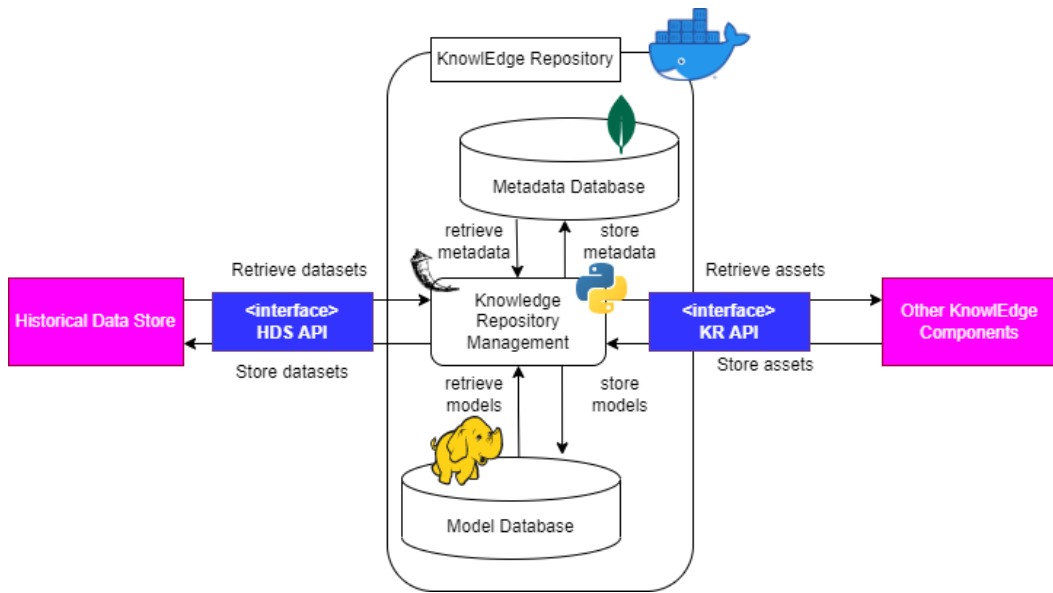 KnowlEdge Repository
Metadata Database
retrieve
metadata
store
metadata
Retrieve datasets
Retrieve assets
Historical Data Store
<interface>
HDS API
Knowledge
Repository
Management
<interface>
KR API
Other KnowlEdge
Components
Store datasets
Store assets
retrieve
models
store
models
Model Database